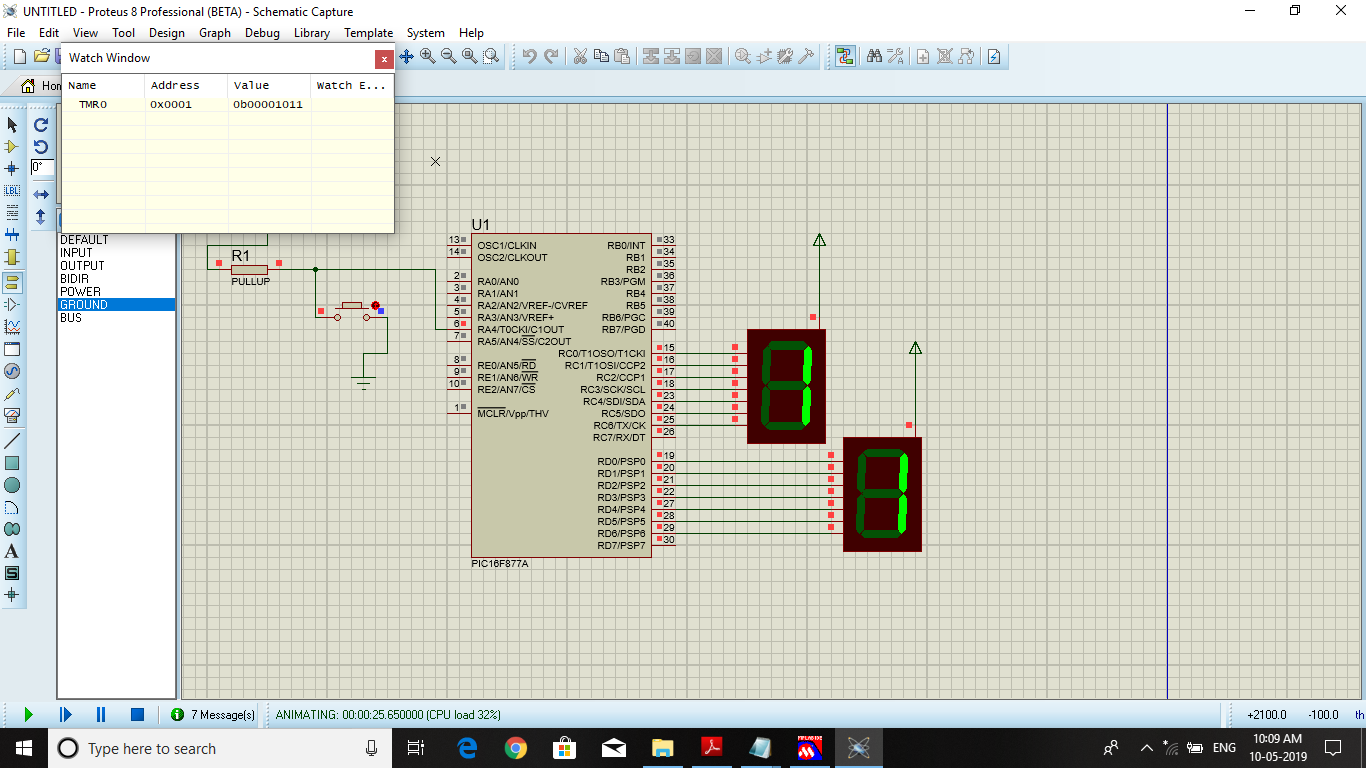 UNTITLED - Proteus 8 Professional (BETA) - Schematic Capture
File Edit View Tool Design Graph Debug Library Template System Help
Watch Window
x
Name Address Value Watch E...
TMR0 0x0001 0b00001011
LBL
0°
DEFAULT
INPUT
OUTPUT
BIDIR
POWER
GROUND
BUS
A
S
R1
PULLUP
U1
13 OSC1/CLKIN RB0/INT 33
14 OSC2/CLKOUT RB1 34
RB2 35
2 RA0/AN0 RB3/PGM 36
3 RA1/AN1 RB4 37
4 RA2/AN2/VREF-/CVREF RB5 38
5 RA3/AN3/VREF+ RB6/PGC 39
6 RA4/T0CKI/C1OUT RB7/PGD 40
7 RA5/AN4/SS/C2OUT
RC0/T1OSO/T1CKI 15
8 RE0/AN5/RD RC1/T1OSI/CCP2 16
9 RE1/AN6/WR RC2/CCP1 17
10 RE2/AN7/CS RC3/SCK/SCL 18
RC4/SDI/SDA 23
1 MCLR/Vpp/THV RC5/SDO 24
RC6/TX/CK 25
RC7/RX/DT 26
RD0/PSP0 19
RD1/PSP1 20
RD2/PSP2 21
RD3/PSP3 22
RD4/PSP4 27
RD5/PSP5 28
RD6/PSP6 29
RD7/PSP7 30
PIC16F877A
1
1
7 Message(s) ANIMATING: 00:00:25.650000 (CPU load 32%) +2100.0 -100.0 th
Type here to search ENG 10:09 AM
10-05-2019